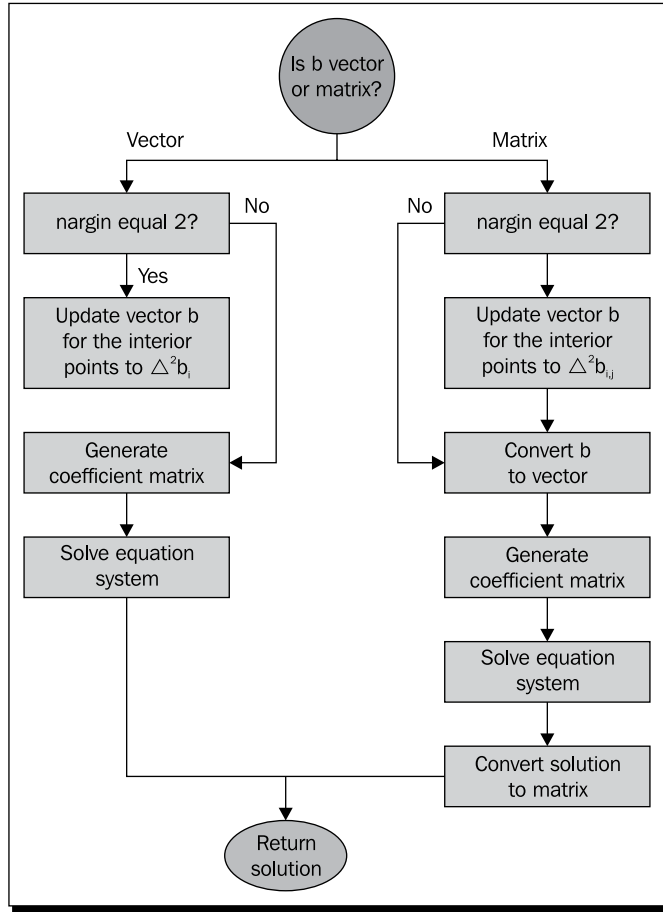 Is b vector
or matrix?
Vector
Matrix
nargin equal 2?
No
No
nargin equal 2?
Yes
Update vector b
for the interior
points to △²bᵢ
Update vector b
for the interior
points to △²bᵢ,ⱼ
Generate
coefficient matrix
Convert b
to vector
Solve equation
system
Generate
coefficient matrix
Solve equation
system
Convert solution
to matrix
Return
solution